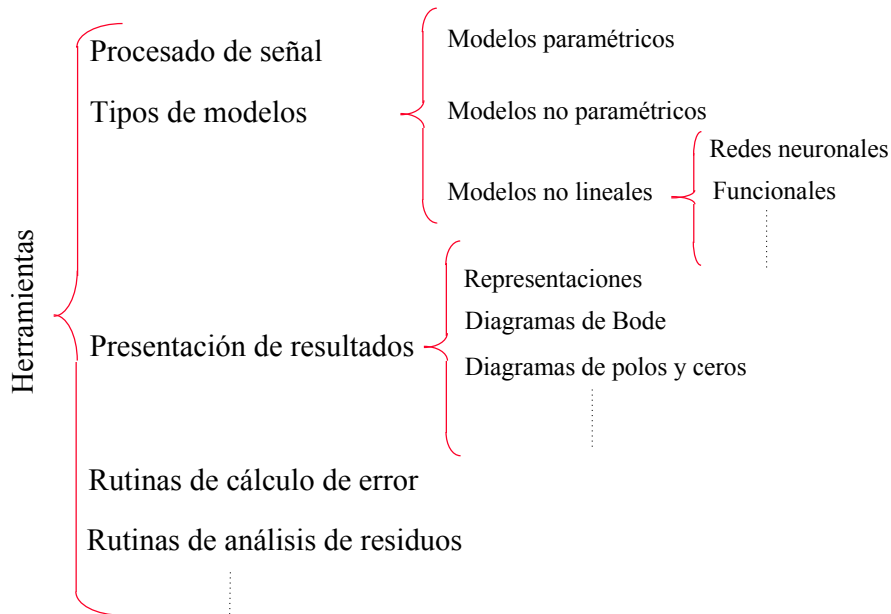 Herramientas
Procesado de señal
Tipos de modelos
Modelos paramétricos
Modelos no paramétricos
Modelos no lineales
Redes neuronales
Funcionales
Presentación de resultados
Representaciones
Diagramas de Bode
Diagramas de polos y ceros
Rutinas de cálculo de error
Rutinas de análisis de residuos